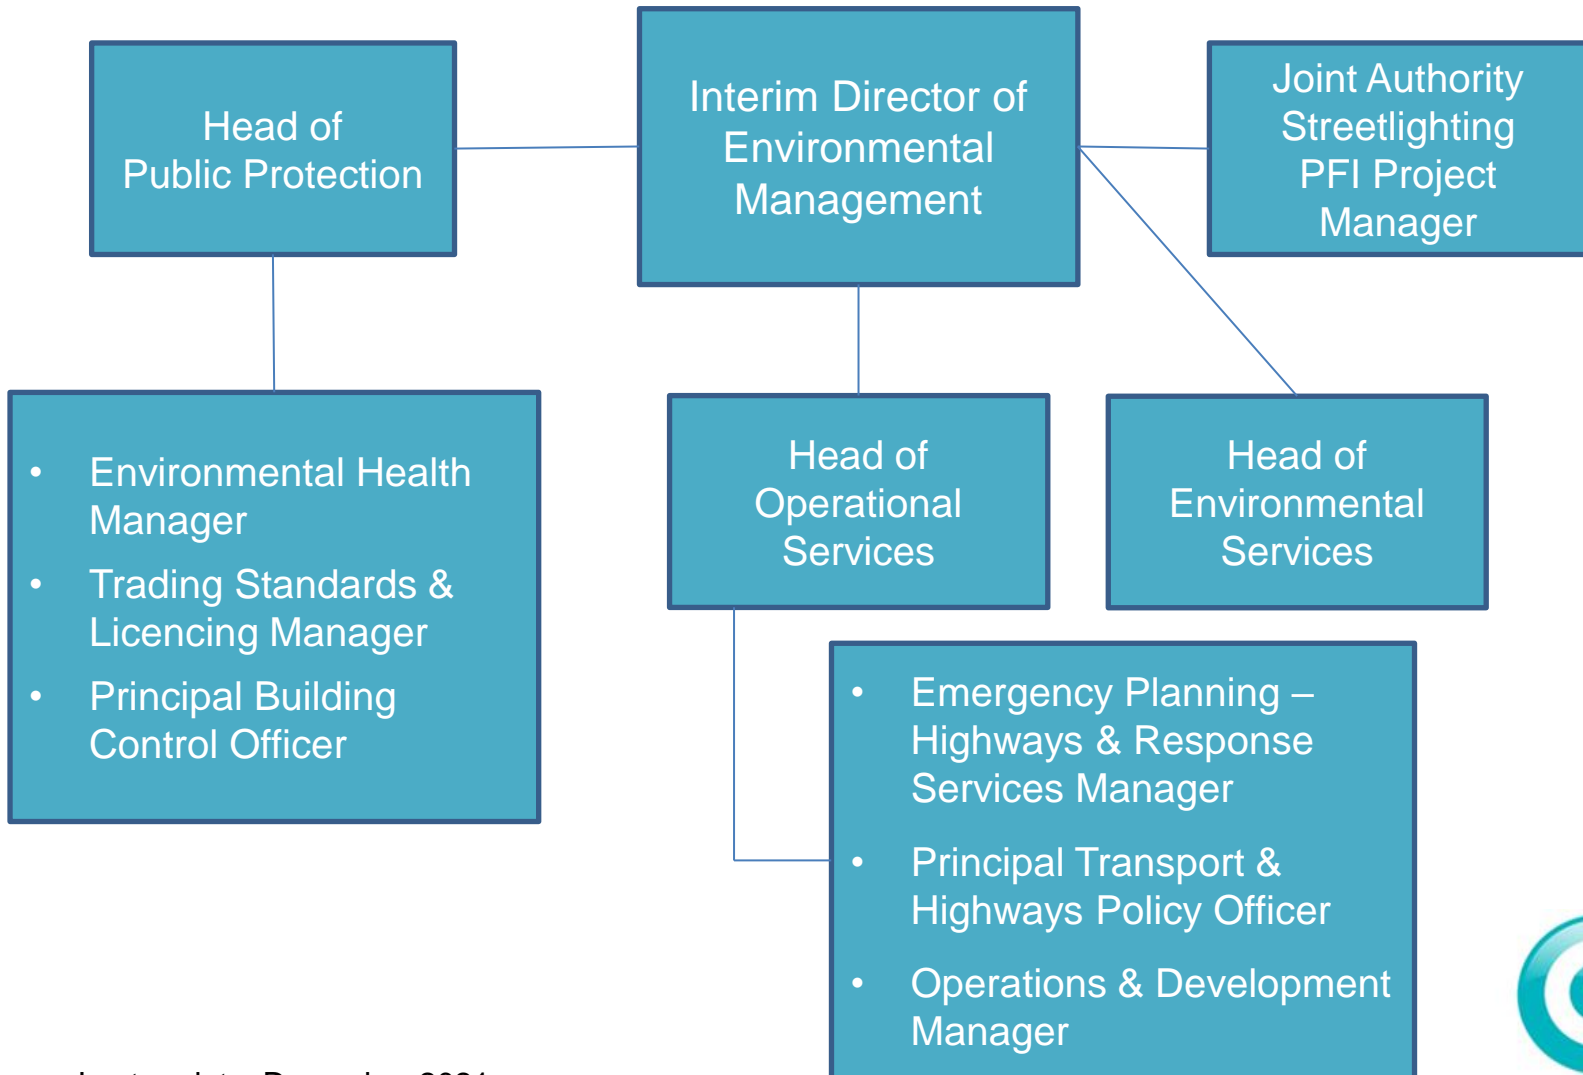 Head of
Public Protection
Interim Director of
Environmental
Management
Joint Authority
Streetlighting
PFI Project
Manager
• Environmental Health
Manager
• Trading Standards &
Licencing Manager
• Principal Building
Control Officer
Head of
Operational
Services
Head of
Environmental
Services
• Emergency Planning –
Highways & Response
Services Manager
• Principal Transport &
Highways Policy Officer
• Operations & Development
Manager